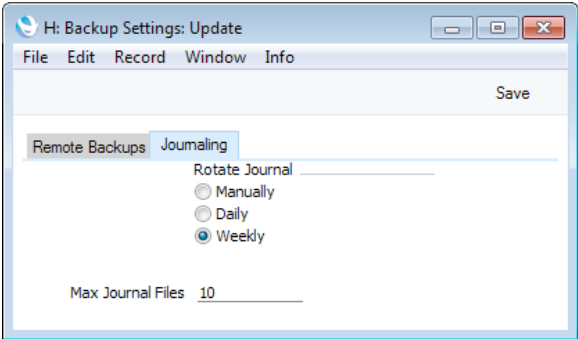 H: Backup Settings: Update
File Edit Record Window Info
Save
Remote Backups Journaling
Rotate Journal
Manually
Daily
Weekly
Max Journal Files 10